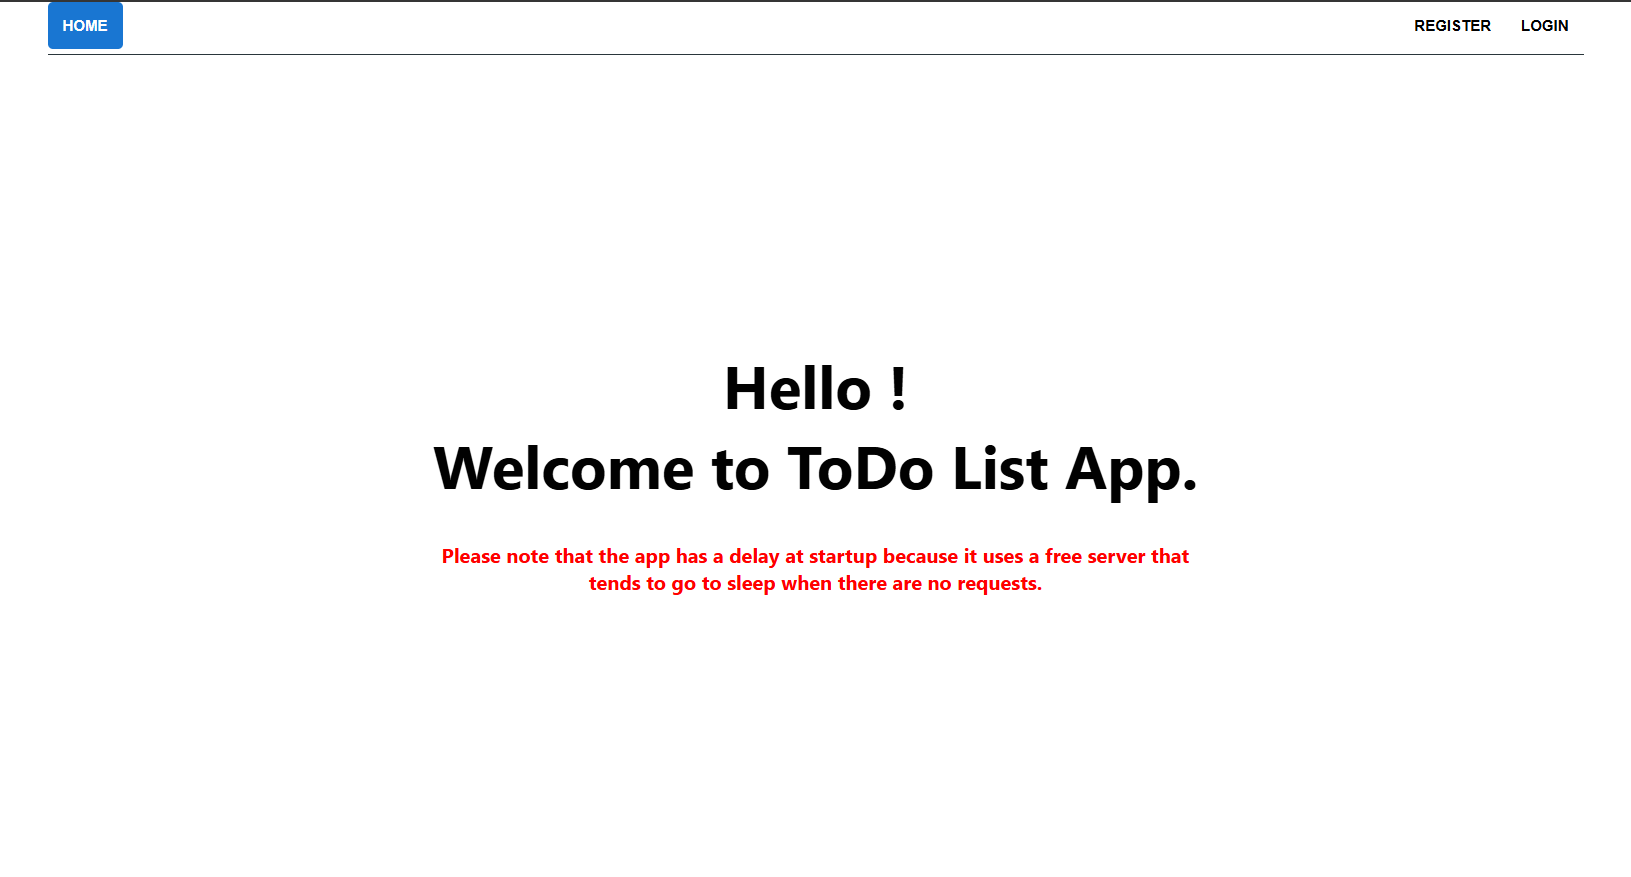 HOME
REGISTER
LOGIN
Hello !
Welcome to ToDo List App.
Please note that the app has a delay at startup because it uses a free server that
tends to go to sleep when there are no requests.